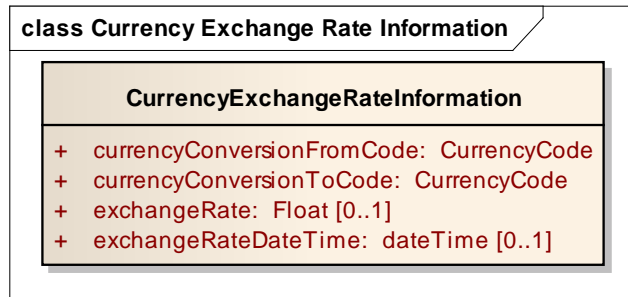 class Currency Exchange Rate Information
CurrencyExchangeRateInformation
+ currencyConversionFromCode: CurrencyCode
+ currencyConversionToCode: CurrencyCode
+ exchangeRate: Float [0..1]
+ exchangeRateDateTime: dateTime [0..1]